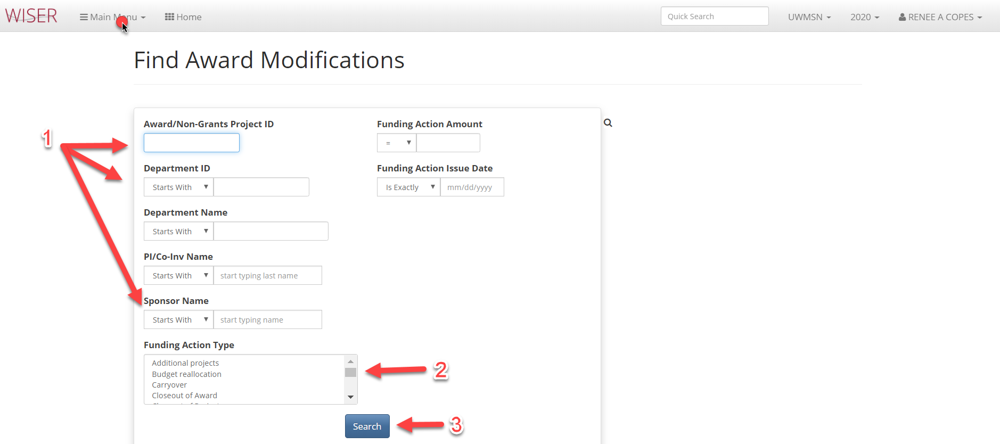 WISER Main Menu Home Quick Search UWMSN 2020 RENEE A COPES
Find Award Modifications
Award/Non-Grants Project ID
Funding Action Amount
=
1
Department ID
Starts With
Funding Action Issue Date
Is Exactly mm/dd/yyyy
Department Name
Starts With
PI/Co-Inv Name
Starts With start typing last name
Sponsor Name
Starts With start typing name
Funding Action Type
Additional projects
Budget reallocation
Carryover
Closeout of Award
2
Search
3